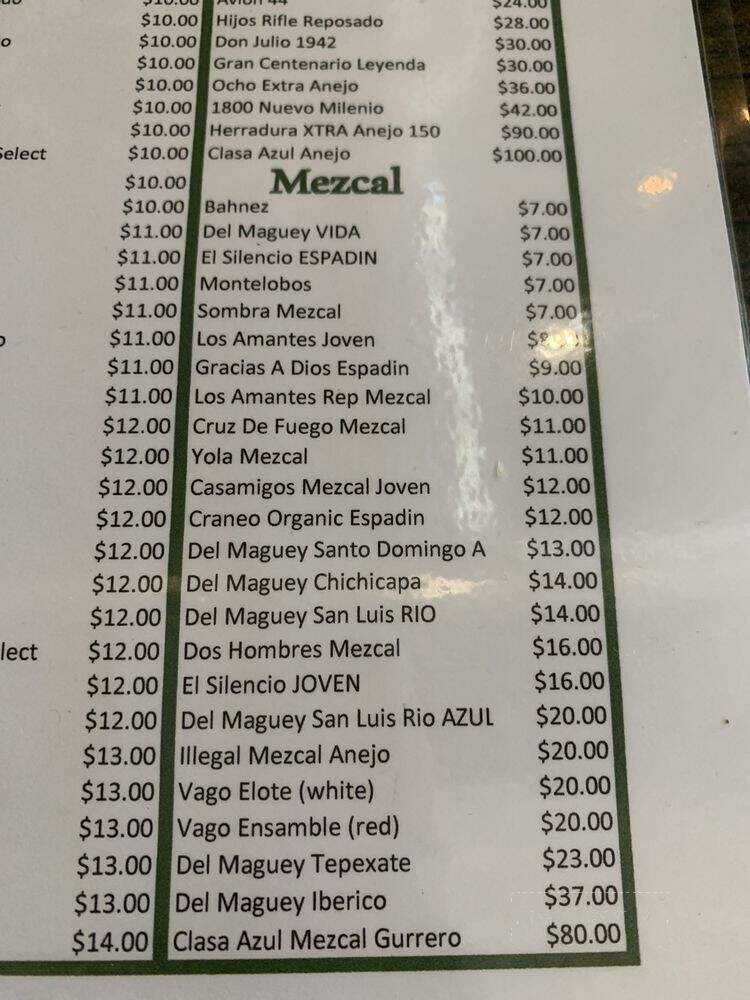 $10.00
$10.00
o $10.00
$10.00
$10.00
$10.00
$10.00
Select $10.00
$10.00
$10.00
$11.00
$11.00
$11.00
$11.00
$11.00
$11.00
$11.00
$12.00
$12.00
$12.00
$12.00
$12.00
$12.00
$12.00
lect $12.00
$12.00
$12.00
$13.00
$13.00
$13.00
$13.00
$13.00
$14.00
Avion 44 $24.00
Hijos Rifle Reposado $28.00
Don Julio 1942 $30.00
Gran Centenario Leyenda $30.00
Ocho Extra Anejo $36.00
1800 Nuevo Milenio $42.00
Herradura XTRA Anejo 150 $90.00
Clasa Azul Anejo $100.00
Mezcal
Bahnez $7.00
Del Maguey VIDA $7.00
El Silencio ESPADIN $7.00
Montelobos $7.00
Sombra Mezcal $7.00
Los Amantes Joven
Gracias A Dios Espadin $9.00
Los Amantes Rep Mezcal $10.00
Cruz De Fuego Mezcal $11.00
Yola Mezcal $11.00
Casamigos Mezcal Joven $12.00
Craneo Organic Espadin $12.00
Del Maguey Santo Domingo A $13.00
Del Maguey Chichicapa $14.00
Del Maguey San Luis RIO $14.00
Dos Hombres Mezcal $16.00
El Silencio JOVEN $16.00
Del Maguey San Luis Rio AZUL $20.00
Illegal Mezcal Anejo $20.00
Vago Elote (white) $20.00
Vago Ensamble (red) $20.00
Del Maguey Tepexate $23.00
Del Maguey Iberico $37.00
Clasa Azul Mezcal Gurrero $80.00